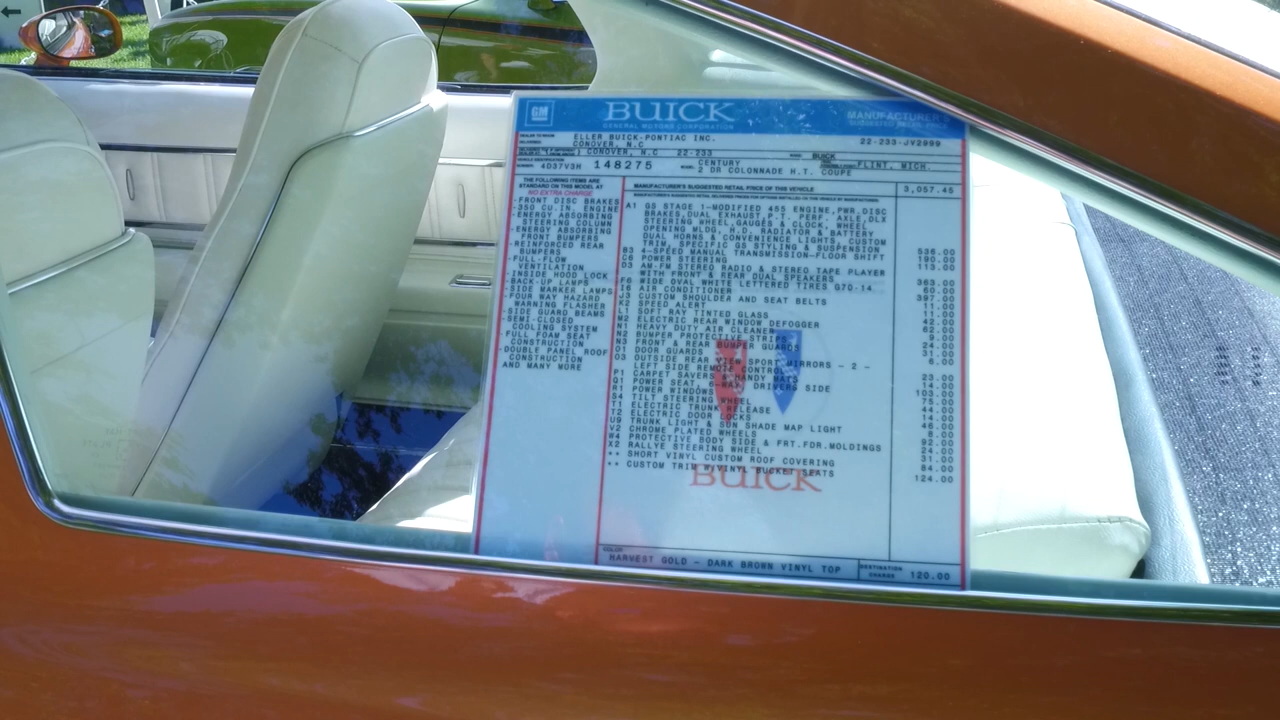 GM
BUICK
GENERAL MOTORS CORPORATION
MANUFACTURER'S
SUGGESTED RETAIL PRICE
ELLER BUICK-PONTIAC INC.
CONOVER, N.C
22-233-JV2999
CONOVER, N.C 22-233
BUICK
FLINT, MICH.
4D37V3H 148275
CENTURY
2 DR COLONNADE H.T. COUPE
THE FOLLOWING ITEMS ARE
STANDARD ON THIS MODEL AT
NO EXTRA CHARGE
-FRONT DISC BRAKES
-350 CU.IN. ENGINE
-ENERGY ABSORBING
STEERING COLUMN
-ENERGY ABSORBING
FRONT BUMPERS
-REINFORCED REAR
BUMPERS
-FULL-FLOW
VENTILATION
-INSIDE HOOD LOCK
-BACK-UP LAMPS
-SIDE MARKER LAMPS
-FOUR WAY HAZARD
WARNING FLASHER
-SIDE GUARD BEAMS
-SEMI-CLOSED
COOLING SYSTEM
-FULL FOAM SEAT
CONSTRUCTION
-DOUBLE PANEL ROOF
CONSTRUCTION
AND MANY MORE
MANUFACTURER'S SUGGESTED RETAIL PRICE OF THIS VEHICLE 3,057.45
A1 GS STAGE 1-MODIFIED 455 ENGINE,PWR.DISC
BRAKES,DUAL EXHAUST,P.T. PERF. AXLE,DLX
STEERING WHEEL,GAUGES & CLOCK, WHEEL
OPENING MLDG, H.D. RADIATOR & BATTERY
DUAL HORNS & CONVENIENCE LIGHTS, CUSTOM
TRIM, SPECIFIC GS STYLING & SUSPENSION 536.00
B3 4-SPEED MANUAL TRANSMISSION-FLOOR SHIFT 190.00
C6 POWER STEERING 113.00
D3 AM-FM STEREO RADIO & STEREO TAPE PLAYER
WITH FRONT & REAR DUAL SPEAKERS 363.00
F6 WIDE OVAL WHITE LETTERED TIRES G70-14 60.00
I6 AIR CONDITIONER 397.00
J3 CUSTOM SHOULDER AND SEAT BELTS 11.00
K2 SPEED ALERT 11.00
L1 SOFT RAY TINTED GLASS 42.00
M2 ELECTRIC REAR WINDOW DEFOGGER 62.00
N1 HEAVY DUTY AIR CLEANER 9.00
N2 BUMPER PROTECTIVE STRIPS 24.00
N3 FRONT & REAR BUMPER GUARDS 31.00
O1 DOOR GUARDS 6.00
O3 OUTSIDE REAR VIEW SPORT MIRRORS - 2 -
LEFT SIDE REMOTE CONTROL 23.00
P1 CARPET SAVERS & HANDY MATS 14.00
Q1 POWER SEAT, 6-WAY, DRIVERS SIDE 103.00
R1 POWER WINDOWS 75.00
S4 TILT STEERING WHEEL 44.00
T1 ELECTRIC TRUNK RELEASE 14.00
T2 ELECTRIC DOOR LOCKS 46.00
U9 TRUNK LIGHT & SUN SHADE MAP LIGHT 8.00
V2 CHROME PLATED WHEELS 92.00
W4 PROTECTIVE BODY SIDE & FRT.FDR.MOLDINGS 24.00
X2 RALLYE STEERING WHEEL 31.00
** SHORT VINYL CUSTOM ROOF COVERING 84.00
** CUSTOM TRIM W/VINYL BUCKET SEATS 124.00
BUICK
COLOR
HARVEST GOLD - DARK BROWN VINYL TOP
DESTINATION
CHARGE 120.00